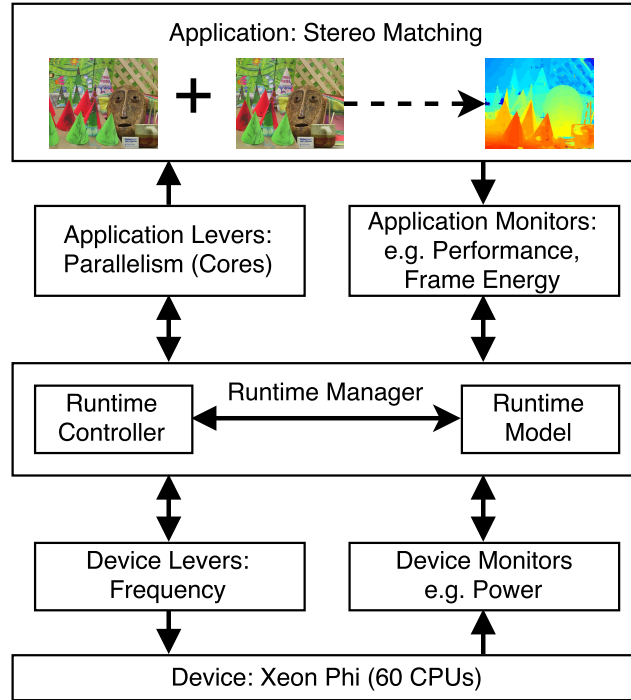 Application: Stereo Matching
+
Application Levers:
Parallelism (Cores)
Application Monitors:
e.g. Performance,
Frame Energy
Runtime Manager
Runtime
Controller
Runtime
Model
Device Levers:
Frequency
Device Monitors
e.g. Power
Device: Xeon Phi (60 CPUs)